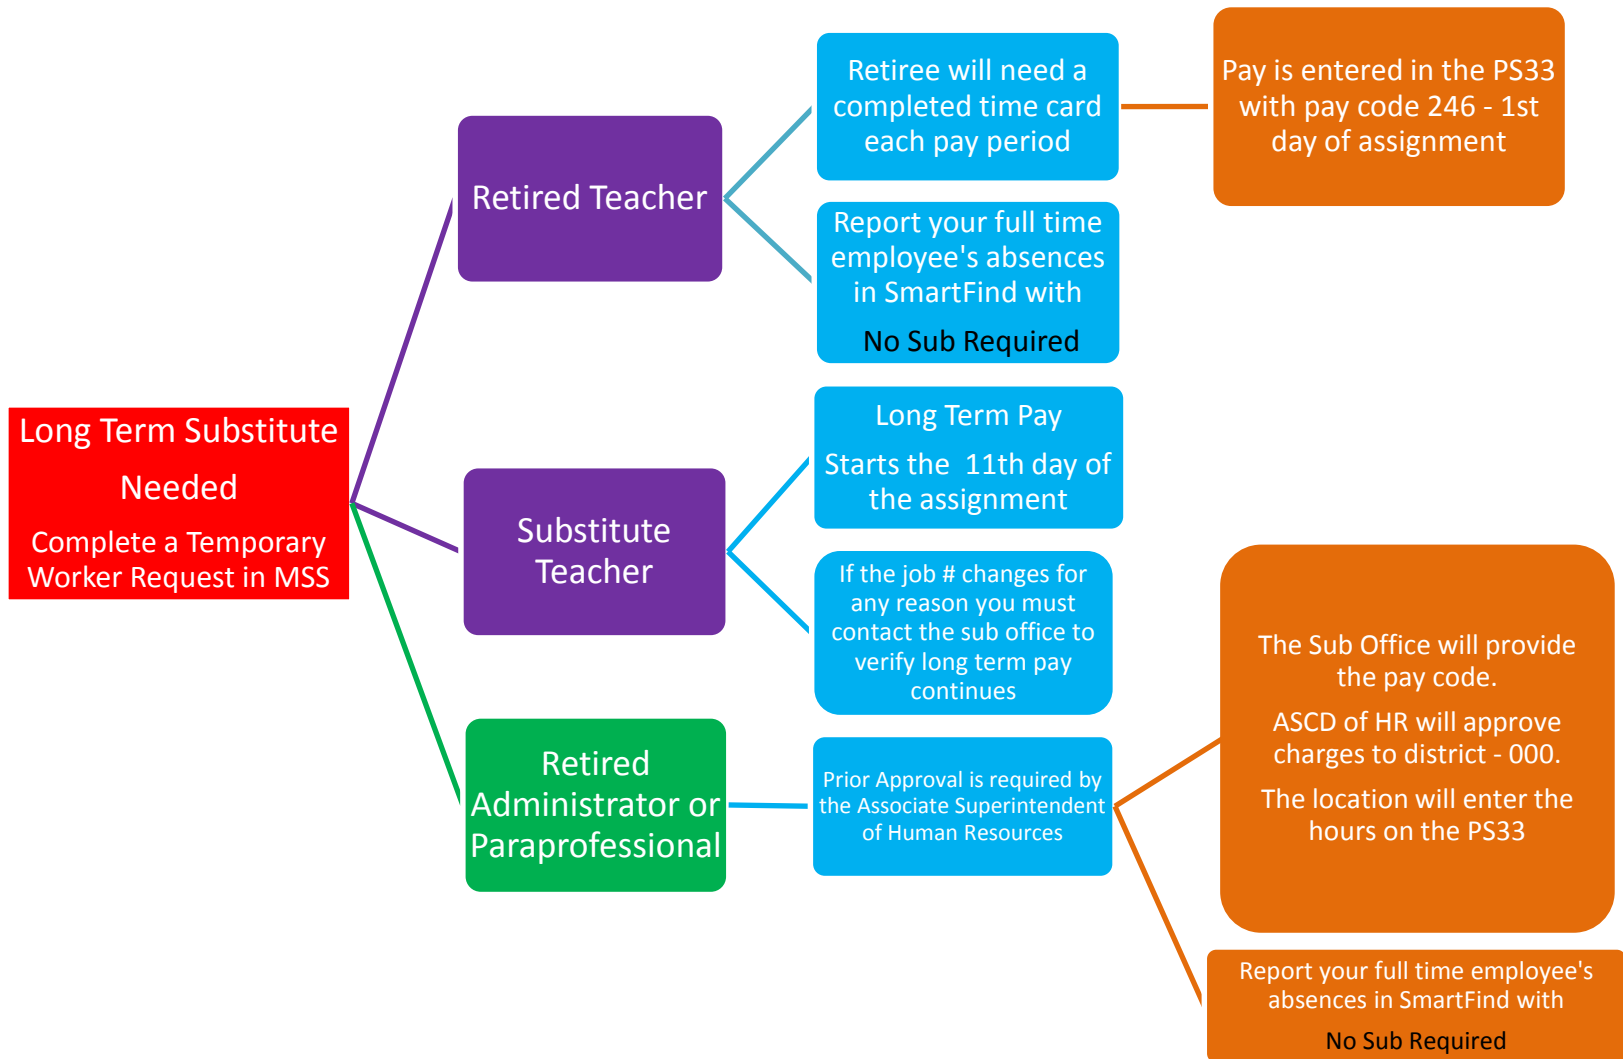 Long Term Substitute
Needed
Complete a Temporary
Worker Request in MSS
Retired Teacher
Retiree will need a
completed time card
each pay period
Pay is entered in the PS33
with pay code 246 - 1st
day of assignment
Report your full time
employee's absences
in SmartFind with
No Sub Required
Substitute
Teacher
Long Term Pay
Starts the  11th day of
the assignment
If the job # changes for
any reason you must
contact the sub office to
verify long term pay
continues
Retired
Administrator or
Paraprofessional
Prior Approval is required by
the Associate Superintendent
of Human Resources
The Sub Office will provide
the pay code.
ASCD of HR will approve
charges to district - 000.
The location will enter the
hours on the PS33
Report your full time employee's
absences in SmartFind with
No Sub Required